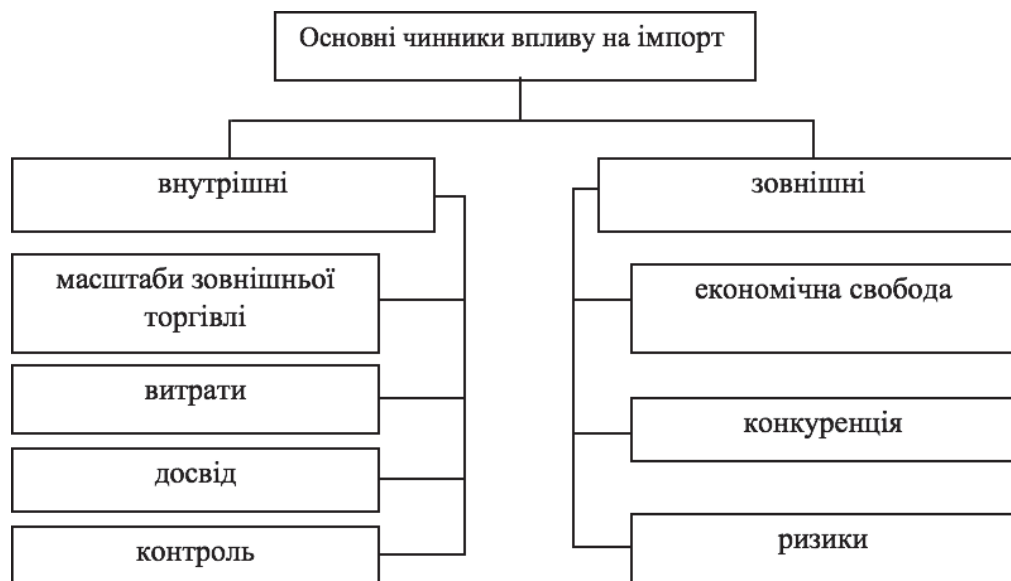 Основні чинники впливу на імпорт
внутрішні
масштаби зовнішньої
торгівлі
витрати
досвід
контроль
зовнішні
економічна свобода
конкуренція
ризики